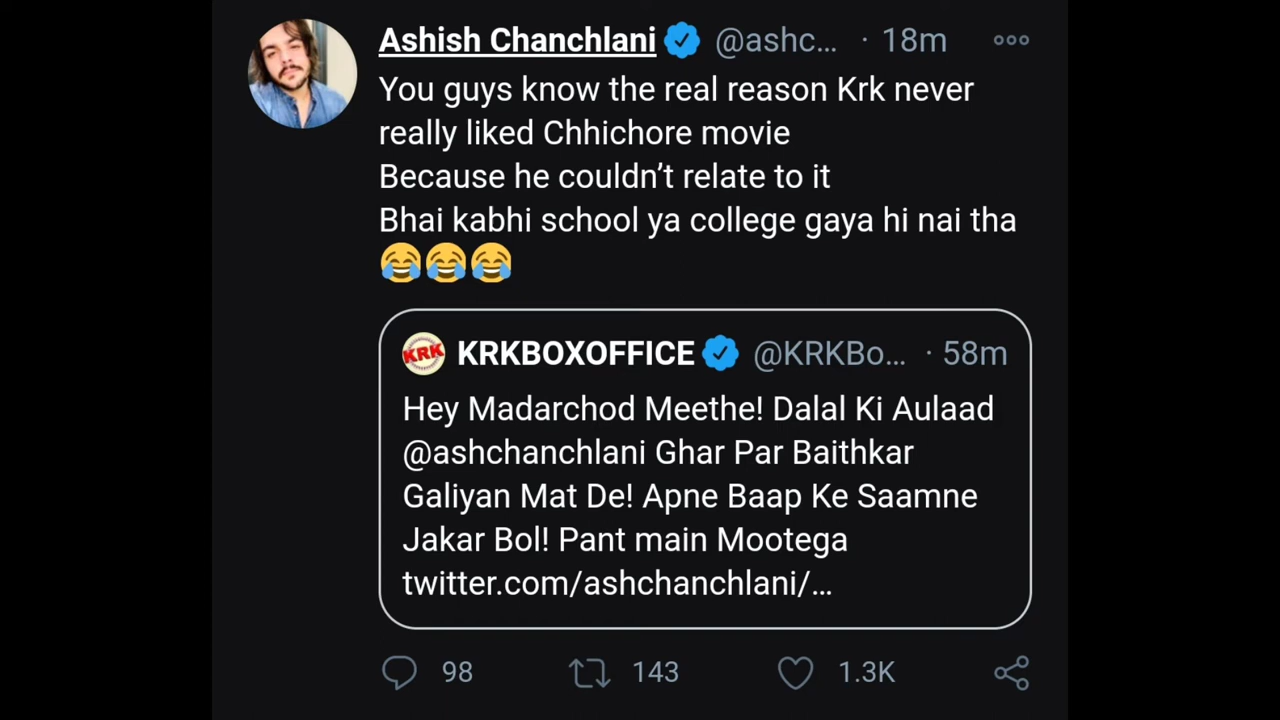 Ashish Chanchlani @ashc... · 18m
You guys know the real reason Krk never
really liked Chhichore movie
Because he couldn’t relate to it
Bhai kabhi school ya college gaya hi nai tha
😂😂😂
KRK KRKBOXOFFICE @KRKBo... · 58m
Hey Madarchod Meethe! Dalal Ki Aulaad
@ashchanchlani Ghar Par Baithkar
Galiyan Mat De! Apne Baap Ke Saamne
Jakar Bol! Pant main Mootega
twitter.com/ashchanchlani/...
98 143 1.3K